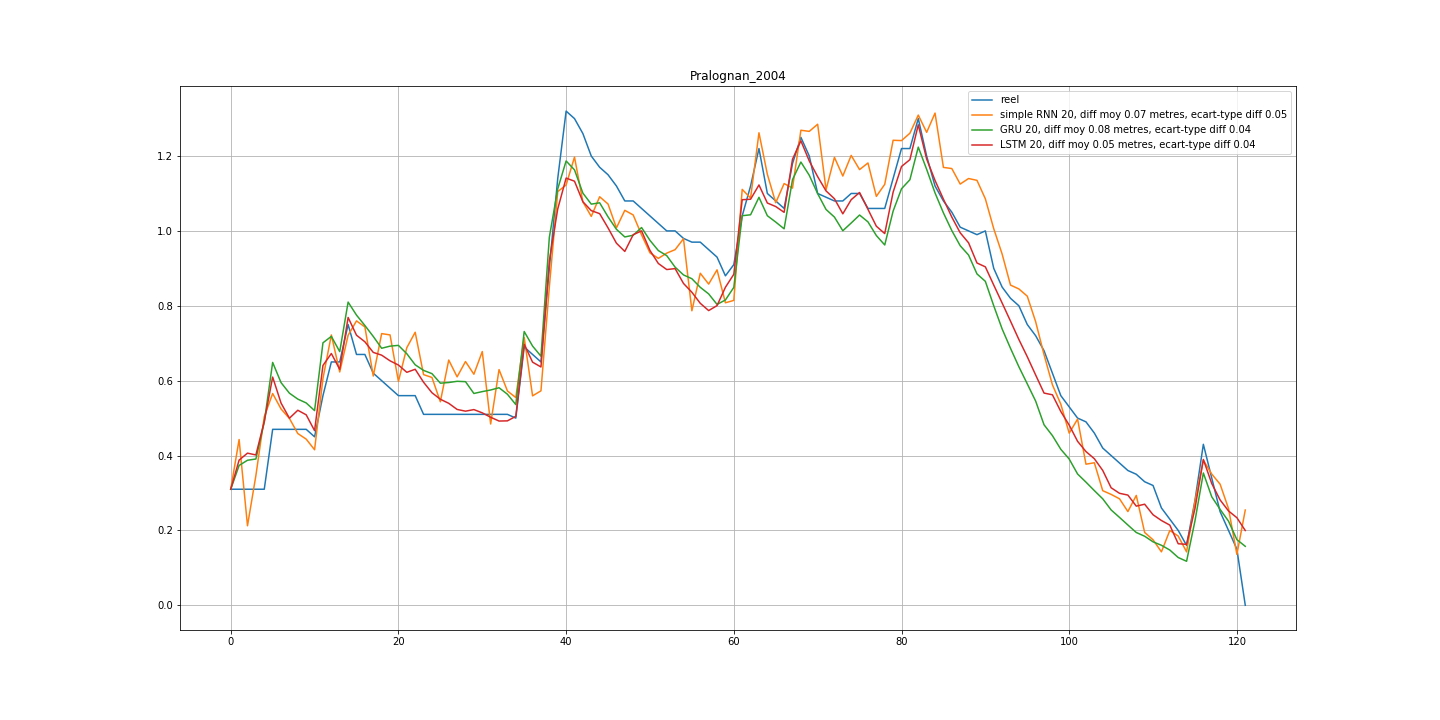 Pralognan_2004
reel
simple RNN 20, diff moy 0.07 metres, ecart-type diff 0.05
GRU 20, diff moy 0.08 metres, ecart-type diff 0.04
LSTM 20, diff moy 0.05 metres, ecart-type diff 0.04
1.2
1.0
0.8
0.6
0.4
0.2
0.0
0 20 40 60 80 100 120